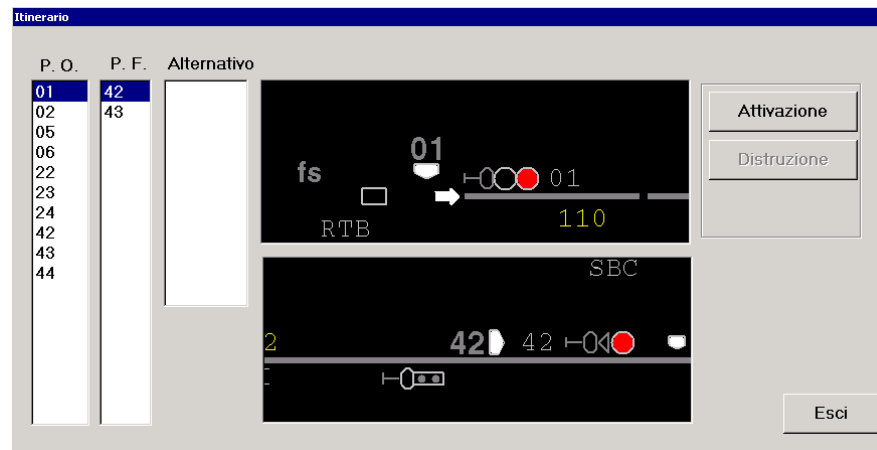 Itinerario
P. O. P. F. Alternativo
01 42
02 43
05
06
22
23
24
42
43
44
01
fs
01
110
RTB
SBC
2
42 42
Attivazione
Distruzione
Esci